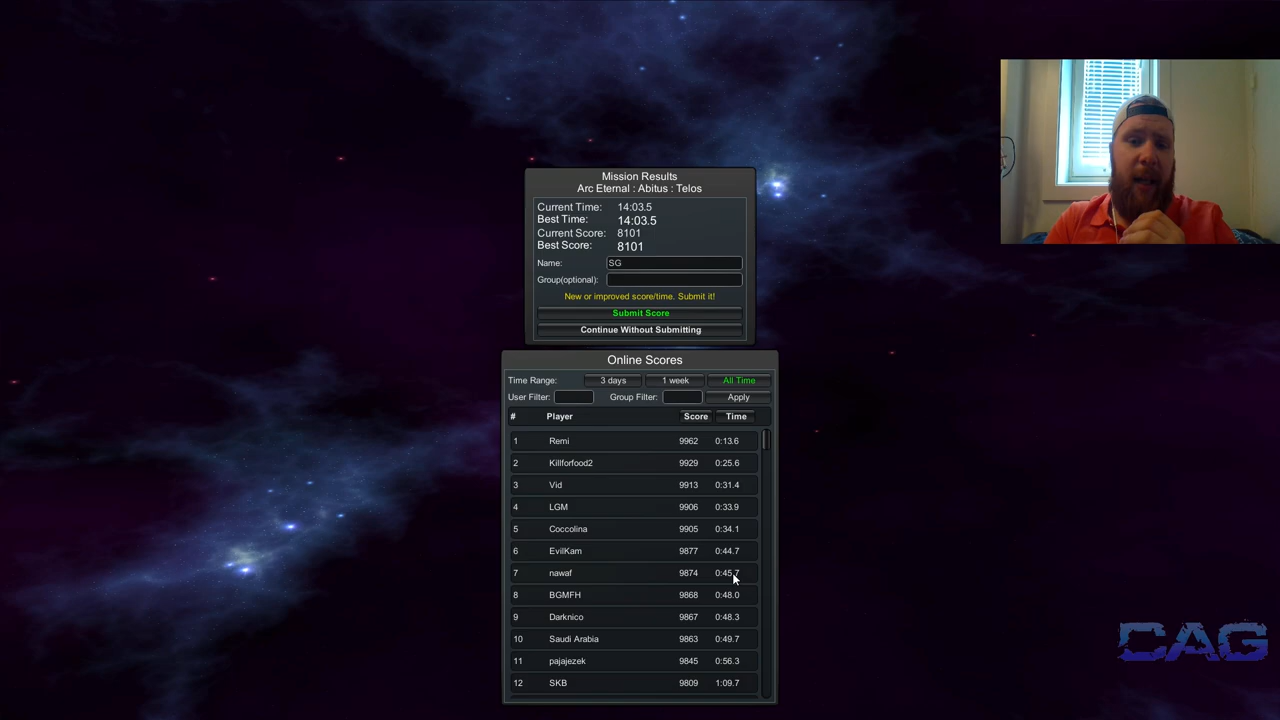 Mission Results
Arc Eternal : Abitus : Telos
Current Time: 14:03.5
Best Time: 14:03.5
Current Score: 8101
Best Score: 8101
Name: SG
Group(optional):
New or improved score/time. Submit it!
Submit Score
Continue Without Submitting
Online Scores
Time Range: 3 days 1 week All Time
User Filter: Group Filter: Apply
# Player Score Time
1 Remi 9962 0:13.6
2 Killforfood2 9929 0:25.6
3 Vid 9913 0:31.4
4 LGM 9906 0:33.9
5 Coccolina 9905 0:34.1
6 EvilKam 9877 0:44.7
7 nawaf 9874 0:45.7
8 BGMFH 9868 0:48.0
9 Darknico 9867 0:48.3
10 Saudi Arabia 9863 0:49.7
11 pajajezek 9845 0:56.3
12 SKB 9809 1:09.7
CAG